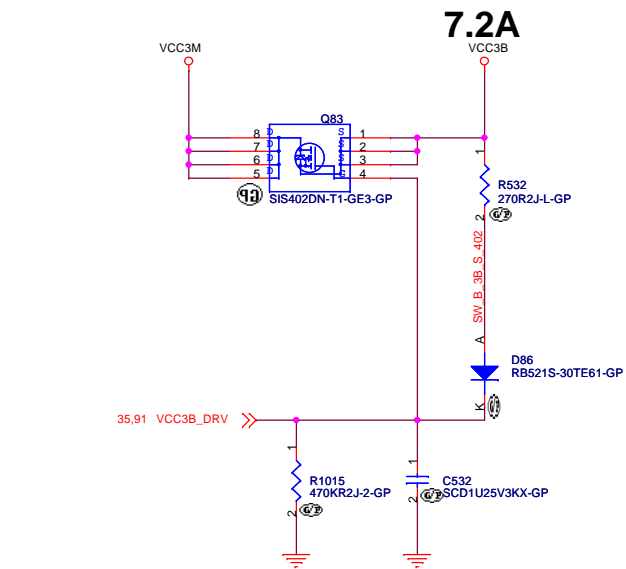 7.2A
VCC3M
VCC3B
Q83
8 D S 1
7 D S 2
6 D S 3
5 D G 4
GP
SIS402DN-T1-GE3-GP
1
R532
270R2J-L-GP
2
G/P
SW_B_3B_S_402
A
D86
RB521S-30TE61-GP
K
G/P
35,91 VCC3B_DRV
1
R1015
470KR2J-2-GP
2
G/P
1
C532
SCD1U25V3KX-GP
2
G/P